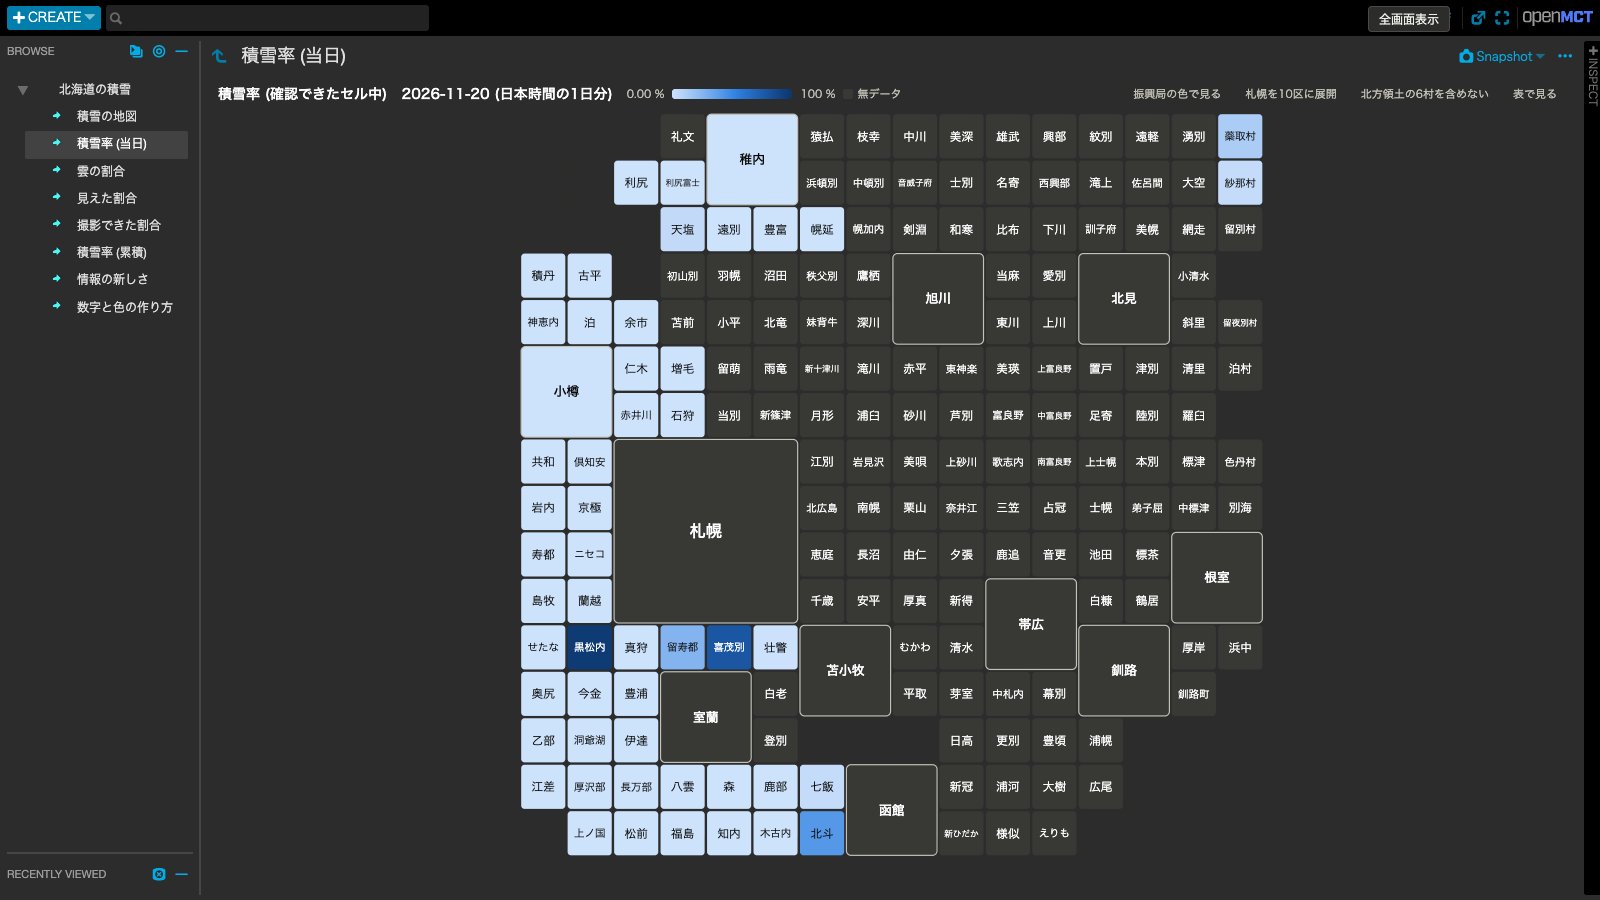 CREATE
全画面表示
openMCT
BROWSE
北海道の積雪
積雪の地図
積雪率 (当日)
雲の割合
見えた割合
撮影できた割合
積雪率 (累積)
情報の新しさ
数字と色の作り方
RECENTLY VIEWED
積雪率 (当日)
Snapshot
INSPECT
積雪率 (確認できたセル中) 2026-11-20 (日本時間の1日分) 0.00 % 100 % 無データ
振興局の色で見る 札幌を10区に展開 北方領土の6村を含めない 表で見る
礼文 稚内 猿払 枝幸 中川 美深 雄武 興部 紋別 遠軽 湧別 蘂取村
利尻 利尻富士 浜頓別 中頓別 音威子府 士別 名寄 西興部 滝上 佐呂間 大空 紗那村
天塩 遠別 豊富 幌延 幌加内 剣淵 和寒 比布 下川 訓子府 美幌 網走 留別村
積丹 古平 初山別 羽幌 沼田 秩父別 鷹栖 旭川 当麻 愛別 北見 小清水
神恵内 泊 余市 苫前 小平 北竜 妹背牛 深川 東川 上川 斜里 留夜別村
小樽 仁木 増毛 留萌 雨竜 新十津川 滝川 赤平 東神楽 美瑛 上富良野 置戸 津別 清里 泊村
赤井川 石狩 当別 新篠津 月形 浦臼 砂川 芦別 富良野 中富良野 足寄 陸別 羅臼
共和 倶知安 札幌 江別 岩見沢 美唄 上砂川 歌志内 南富良野 上士幌 本別 標津 色丹村
岩内 京極 北広島 南幌 栗山 奈井江 三笠 占冠 士幌 弟子屈 中標津 別海
寿都 ニセコ 恵庭 長沼 由仁 夕張 鹿追 音更 池田 標茶 根室
島牧 蘭越 千歳 安平 厚真 新得 帯広 白糠 鶴居
せたな 黒松内 真狩 留寿都 喜茂別 壮瞥 苫小牧 むかわ 清水 釧路 厚岸 浜中
奥尻 今金 豊浦 室蘭 白老 平取 芽室 中札内 幕別 釧路町
乙部 洞爺湖 伊達 登別 日高 更別 豊頃 浦幌
江差 厚沢部 長万部 八雲 森 鹿部 七飯 函館 新冠 浦河 大樹 広尾
上ノ国 松前 福島 知内 木古内 北斗 新ひだか 様似 えりも